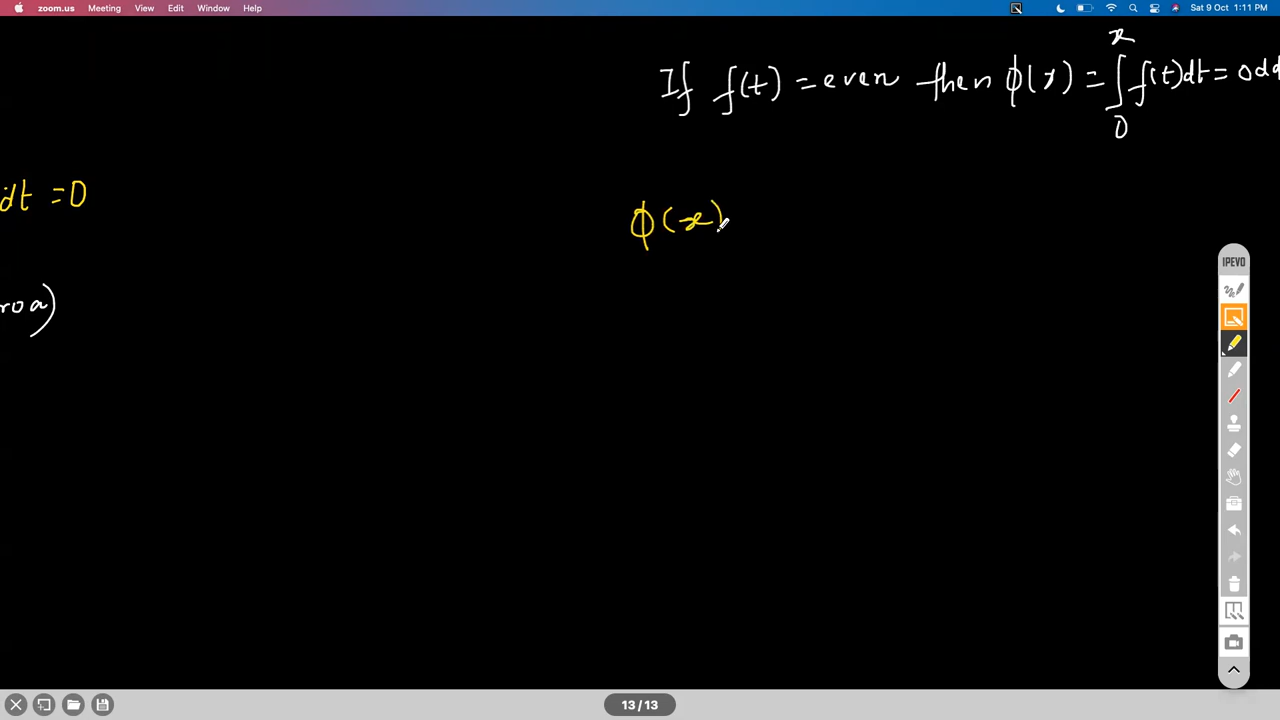 zoom.us Meeting View Edit Window Help Sat 9 Oct 1:11 PM
If f(t) = even then ϕ(x) = ∫₀ˣ f(t)dt = odd
dt = 0
ϕ(x)
IPEVO
13/13